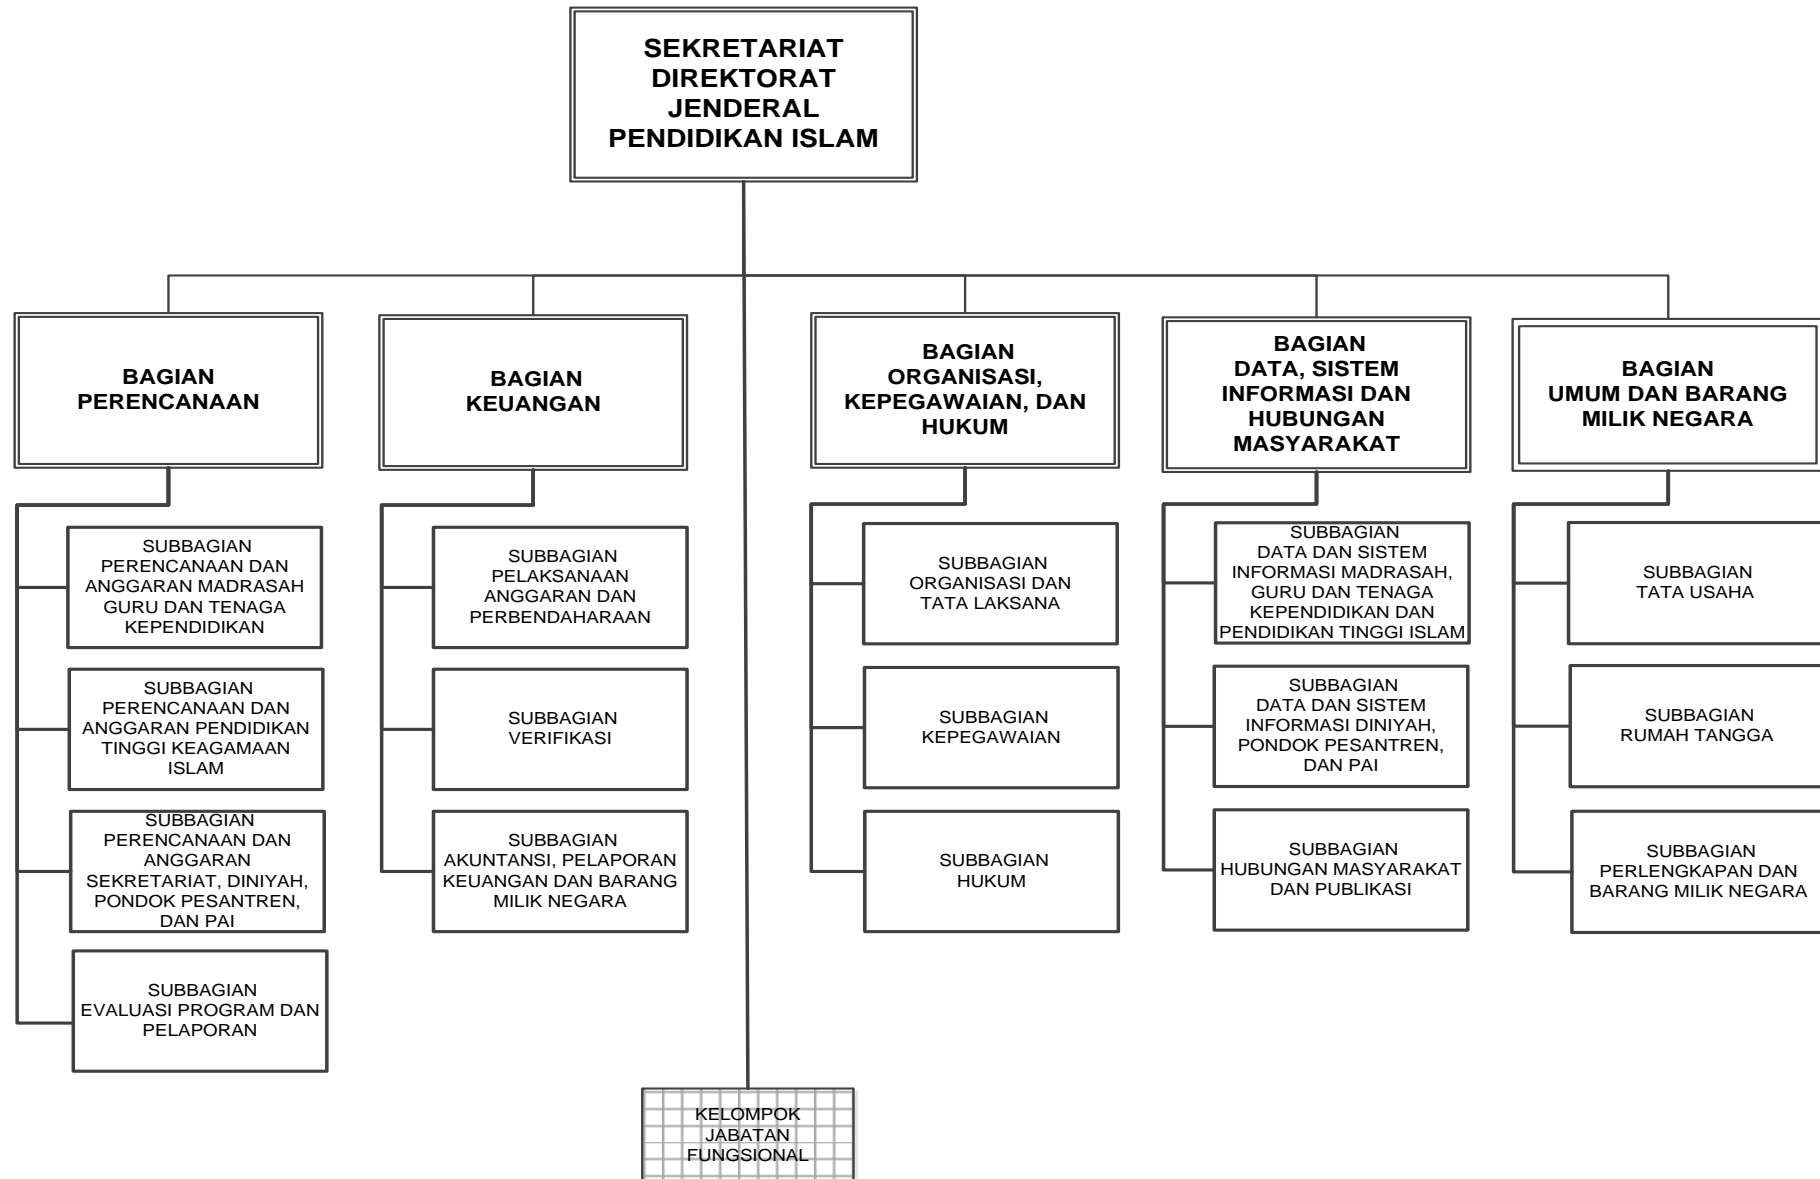 SEKRETARIAT
DIREKTORAT
JENDERAL
PENDIDIKAN ISLAM
BAGIAN
PERENCANAAN
BAGIAN
KEUANGAN
BAGIAN
ORGANISASI,
KEPEGAWAIAN, DAN
HUKUM
BAGIAN
DATA, SISTEM
INFORMASI DAN
HUBUNGAN
MASYARAKAT
BAGIAN
UMUM DAN BARANG
MILIK NEGARA
SUBBAGIAN
PERENCANAAN DAN
ANGGARAN MADRASAH
GURU DAN TENAGA
KEPENDIDIKAN
SUBBAGIAN
PERENCANAAN DAN
ANGGARAN PENDIDIKAN
TINGGI KEAGAMAAN
ISLAM
SUBBAGIAN
PERENCANAAN DAN
ANGGARAN
SEKRETARIAT, DINIYAH,
PONDOK PESANTREN,
DAN PAI
SUBBAGIAN
EVALUASI PROGRAM DAN
PELAPORAN
SUBBAGIAN
PELAKSANAAN
ANGGARAN DAN
PERBENDAHARAAN
SUBBAGIAN
VERIFIKASI
SUBBAGIAN
AKUNTANSI, PELAPORAN
KEUANGAN DAN BARANG
MILIK NEGARA
SUBBAGIAN
ORGANISASI DAN
TATA LAKSANA
SUBBAGIAN
KEPEGAWAIAN
SUBBAGIAN
HUKUM
SUBBAGIAN
DATA DAN SISTEM
INFORMASI MADRASAH,
GURU DAN TENAGA
KEPENDIDIKAN DAN
PENDIDIKAN TINGGI ISLAM
SUBBAGIAN
DATA DAN SISTEM
INFORMASI DINIYAH,
PONDOK PESANTREN,
DAN PAI
SUBBAGIAN
HUBUNGAN MASYARAKAT
DAN PUBLIKASI
SUBBAGIAN
TATA USAHA
SUBBAGIAN
RUMAH TANGGA
SUBBAGIAN
PERLENGKAPAN DAN
BARANG MILIK NEGARA
KELOMPOK
JABATAN
FUNGSIONAL